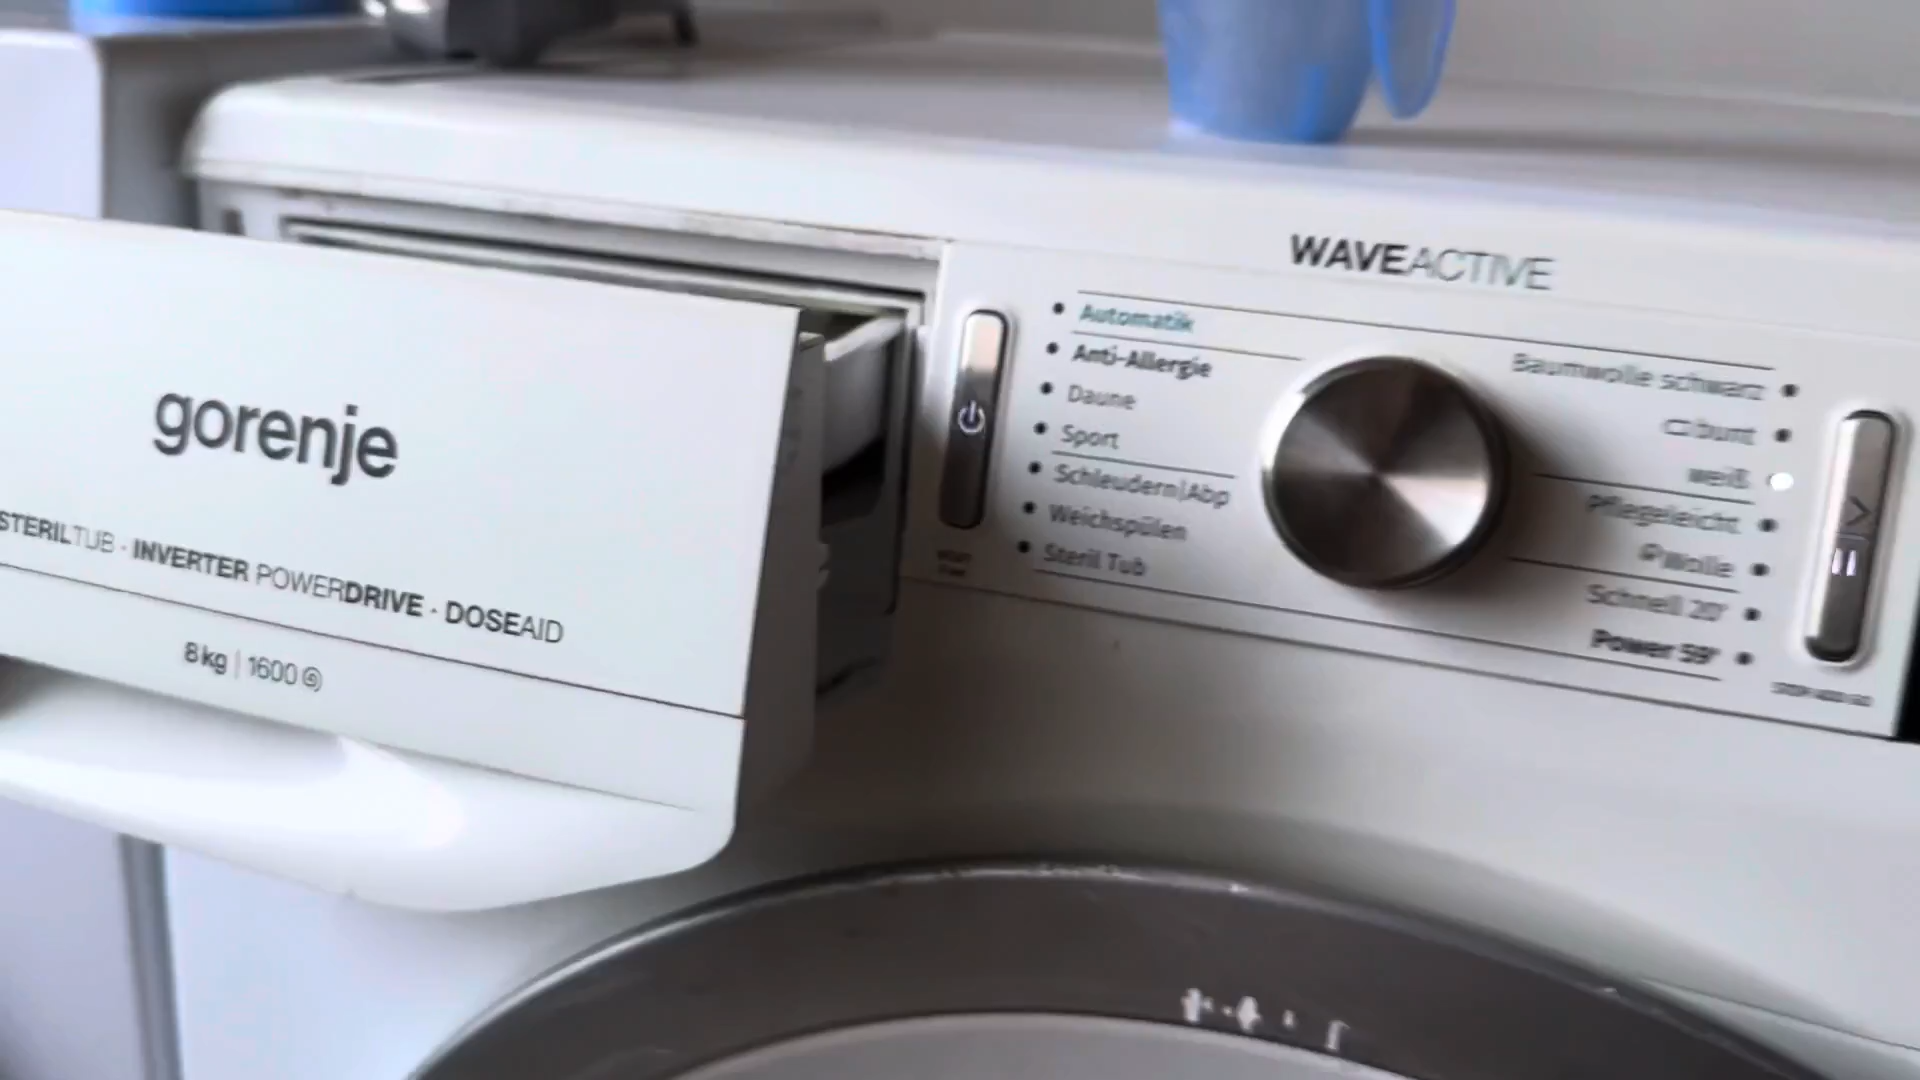 gorenje
STERILTUB · INVERTER POWERDRIVE · DOSEAID
8 kg | 1600
WAVEACTIVE
Automatik
Anti-Allergie
Daune
Sport
Schleudern|Abp
Weichspülen
Steril Tub
Baumwolle schwarz
bunt
weiß
Pflegeleicht
Wolle
Schnell 20'
Power 59'